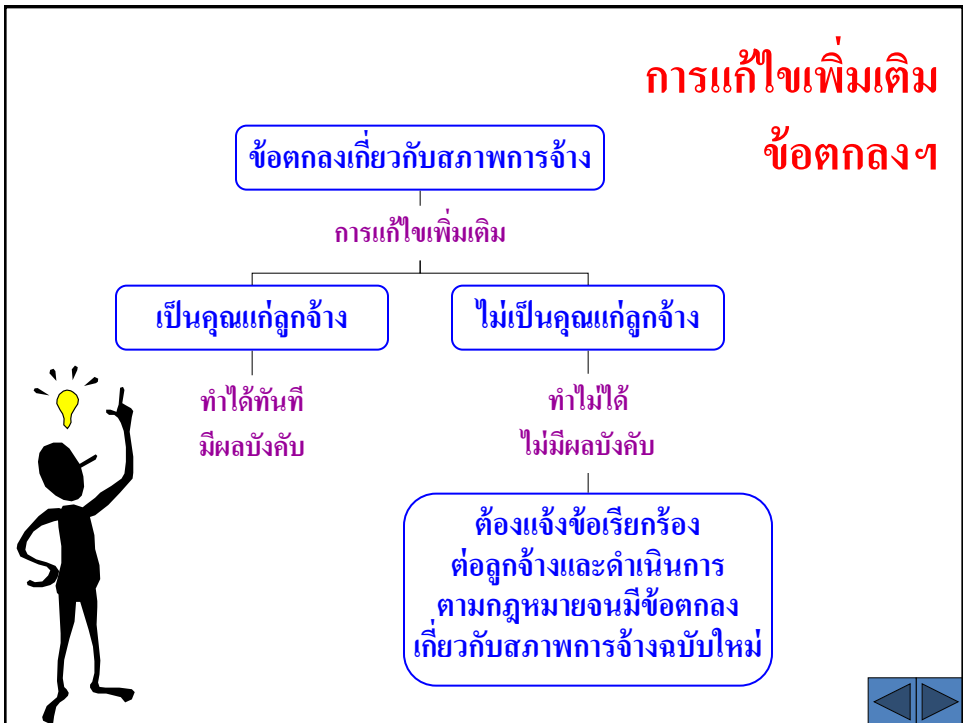 การแก้ไขเพิ่มเติม
ข้อตกลงฯ
ข้อตกลงเกี่ยวกับสภาพการจ้าง
การแก้ไขเพิ่มเติม
เป็นคุณแก่ลูกจ้าง
ไม่เป็นคุณแก่ลูกจ้าง
ทำได้ทันที
มีผลบังคับ
ทำไม่ได้
ไม่มีผลบังคับ
ต้องแจ้งข้อเรียกร้อง
ต่อลูกจ้างและดำเนินการ
ตามกฎหมายจนมีข้อตกลง
เกี่ยวกับสภาพการจ้างฉบับใหม่